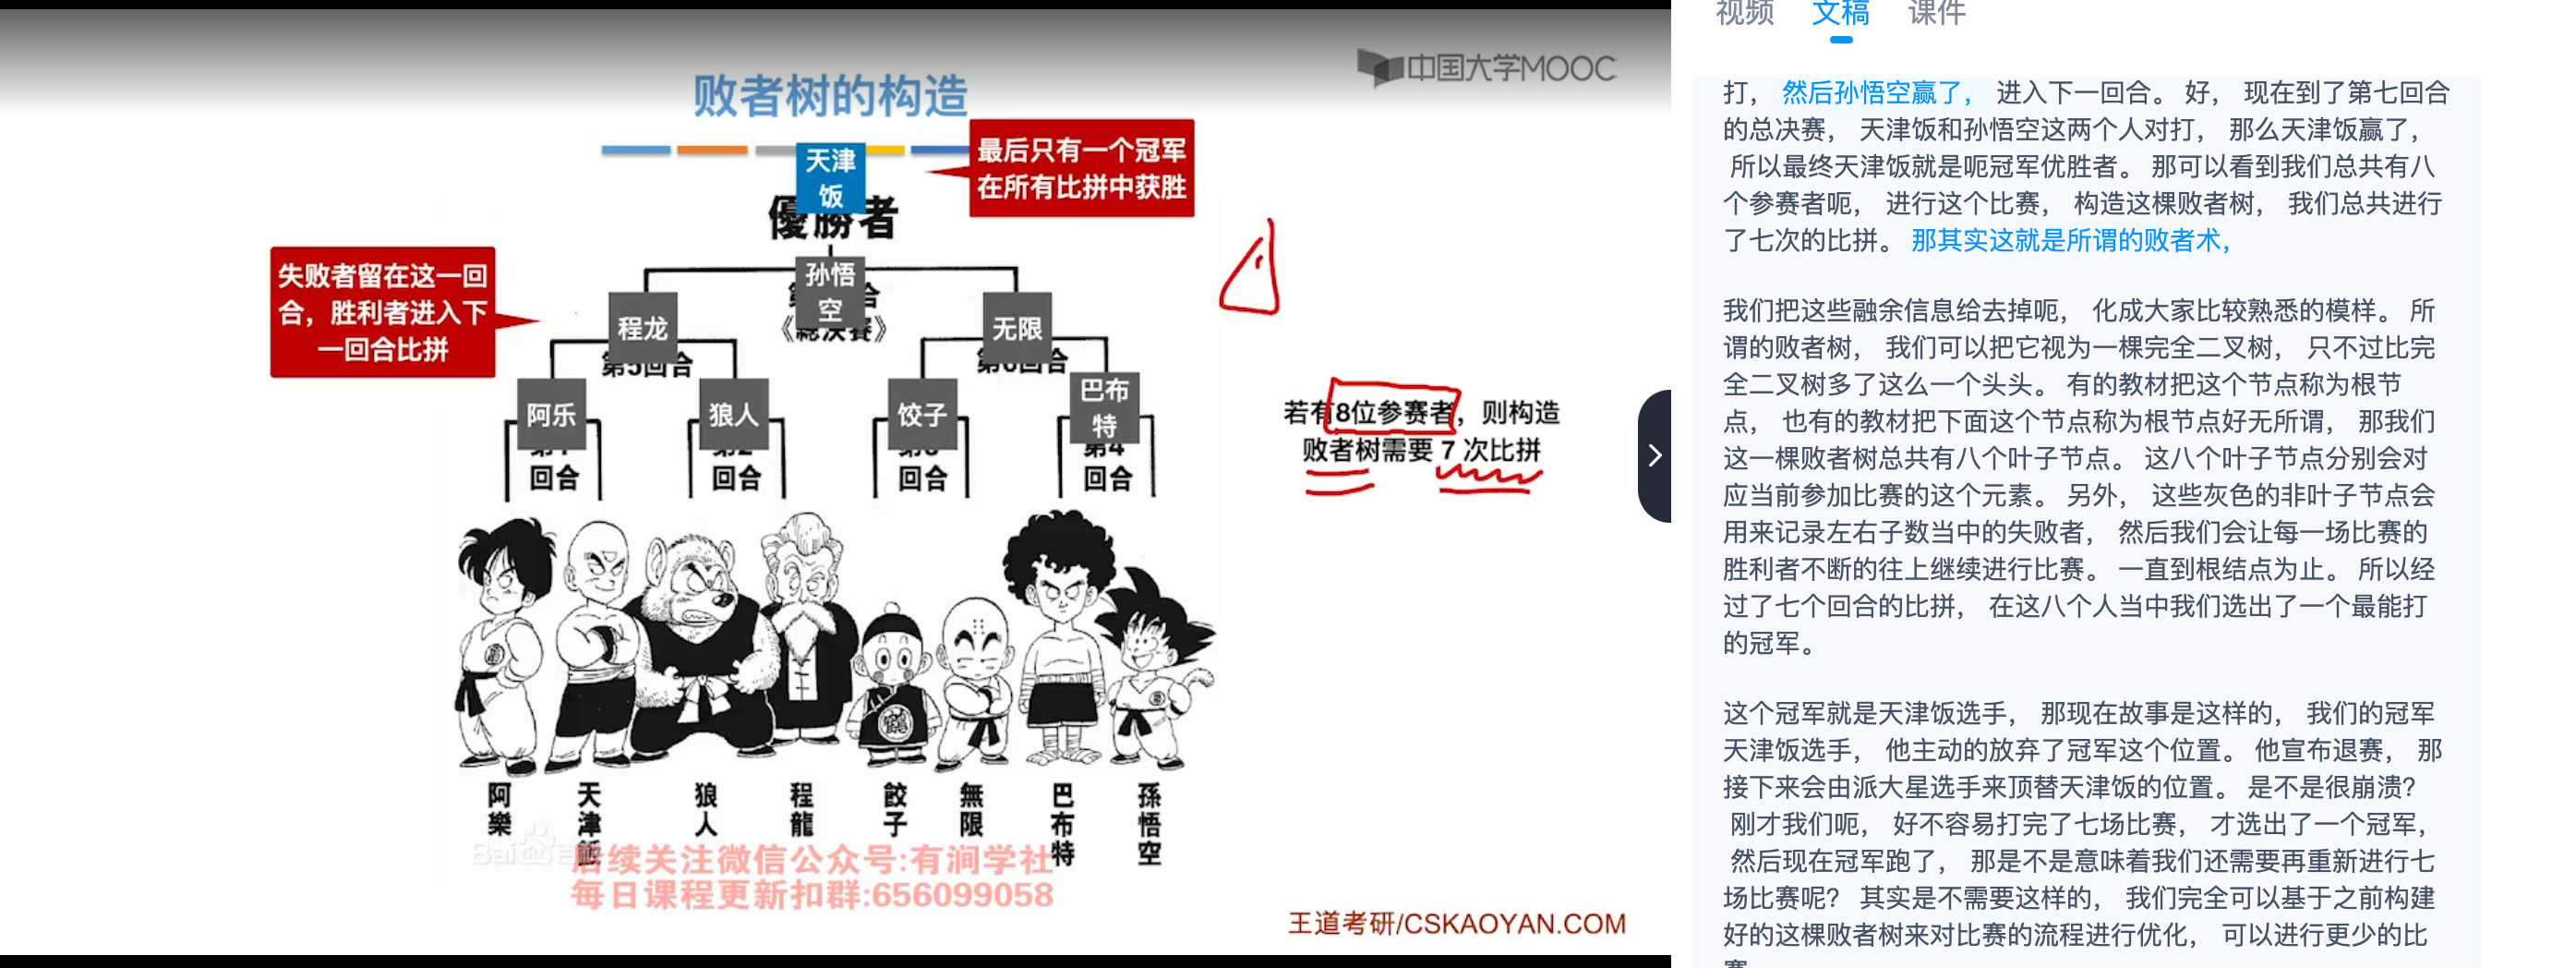 中国大学MOOC
败者树的构造
天津
饭
優勝者
最后只有一个冠军
在所有比拼中获胜
失败者留在这一回
合，胜利者进入下
一回合比拼
孙悟
空
《總決賽》
程龙
第5回合
无限
第6回合
阿乐
第1
回合
狼人
第2
回合
饺子
第3
回合
巴布
特
第4
回合
若有8位参赛者，则构造
败者树需要 7 次比拼
阿樂
天津飯
狼人
程龍
餃子
無限
巴布特
孫悟空
后续关注微信公众号:有涧学社
每日课程更新扣群:656099058
王道考研/CSKAOYAN.COM
视频 文稿 课件
打， 然后孙悟空赢了， 进入下一回合。 好， 现在到了第七回合
的总决赛， 天津饭和孙悟空这两个人对打， 那么天津饭赢了，
所以最终天津饭就是呃冠军优胜者。 那可以看到我们总共有八
个参赛者呃， 进行这个比赛， 构造这棵败者树， 我们总共进行
了七次的比拼。 那其实这就是所谓的败者术，
我们把这些融余信息给去掉呃， 化成大家比较熟悉的模样。 所
谓的败者树， 我们可以把它视为一棵完全二叉树， 只不过比完
全二叉树多了这么一个头头。 有的教材把这个节点称为根节
点， 也有的教材把下面这个节点称为根节点好无所谓， 那我们
这一棵败者树总共有八个叶子节点。 这八个叶子节点分别会对
应当前参加比赛的这个元素。 另外， 这些灰色的非叶子节点会
用来记录左右子数当中的失败者， 然后我们会让每一场比赛的
胜利者不断的往上继续进行比赛。 一直到根结点为止。 所以经
过了七个回合的比拼， 在这八个人当中我们选出了一个最能打
的冠军。
这个冠军就是天津饭选手， 那现在故事是这样的， 我们的冠军
天津饭选手， 他主动的放弃了冠军这个位置。 他宣布退赛， 那
接下来会由派大星选手来顶替天津饭的位置。 是不是很崩溃？
刚才我们呃， 好不容易打完了七场比赛， 才选出了一个冠军，
然后现在冠军跑了， 那是不是意味着我们还需要再重新进行七
场比赛呢？ 其实是不需要这样的， 我们完全可以基于之前构建
好的这棵败者树来对比赛的流程进行优化， 可以进行更少的比